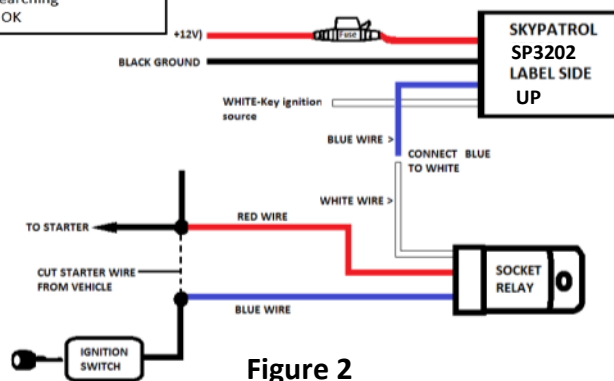 OK
+12V)
Fuse
SKYPATROL
SP3202
LABEL SIDE
UP
BLACK GROUND
WHITE-Key ignition
source
BLUE WIRE >
CONNECT BLUE
TO WHITE
WHITE WIRE>
TO STARTER
RED WIRE
CUT STARTER WIRE
FROM VEHICLE
SOCKET
RELAY
BLUE WIRE
IGNITION
SWITCH
Figure 2